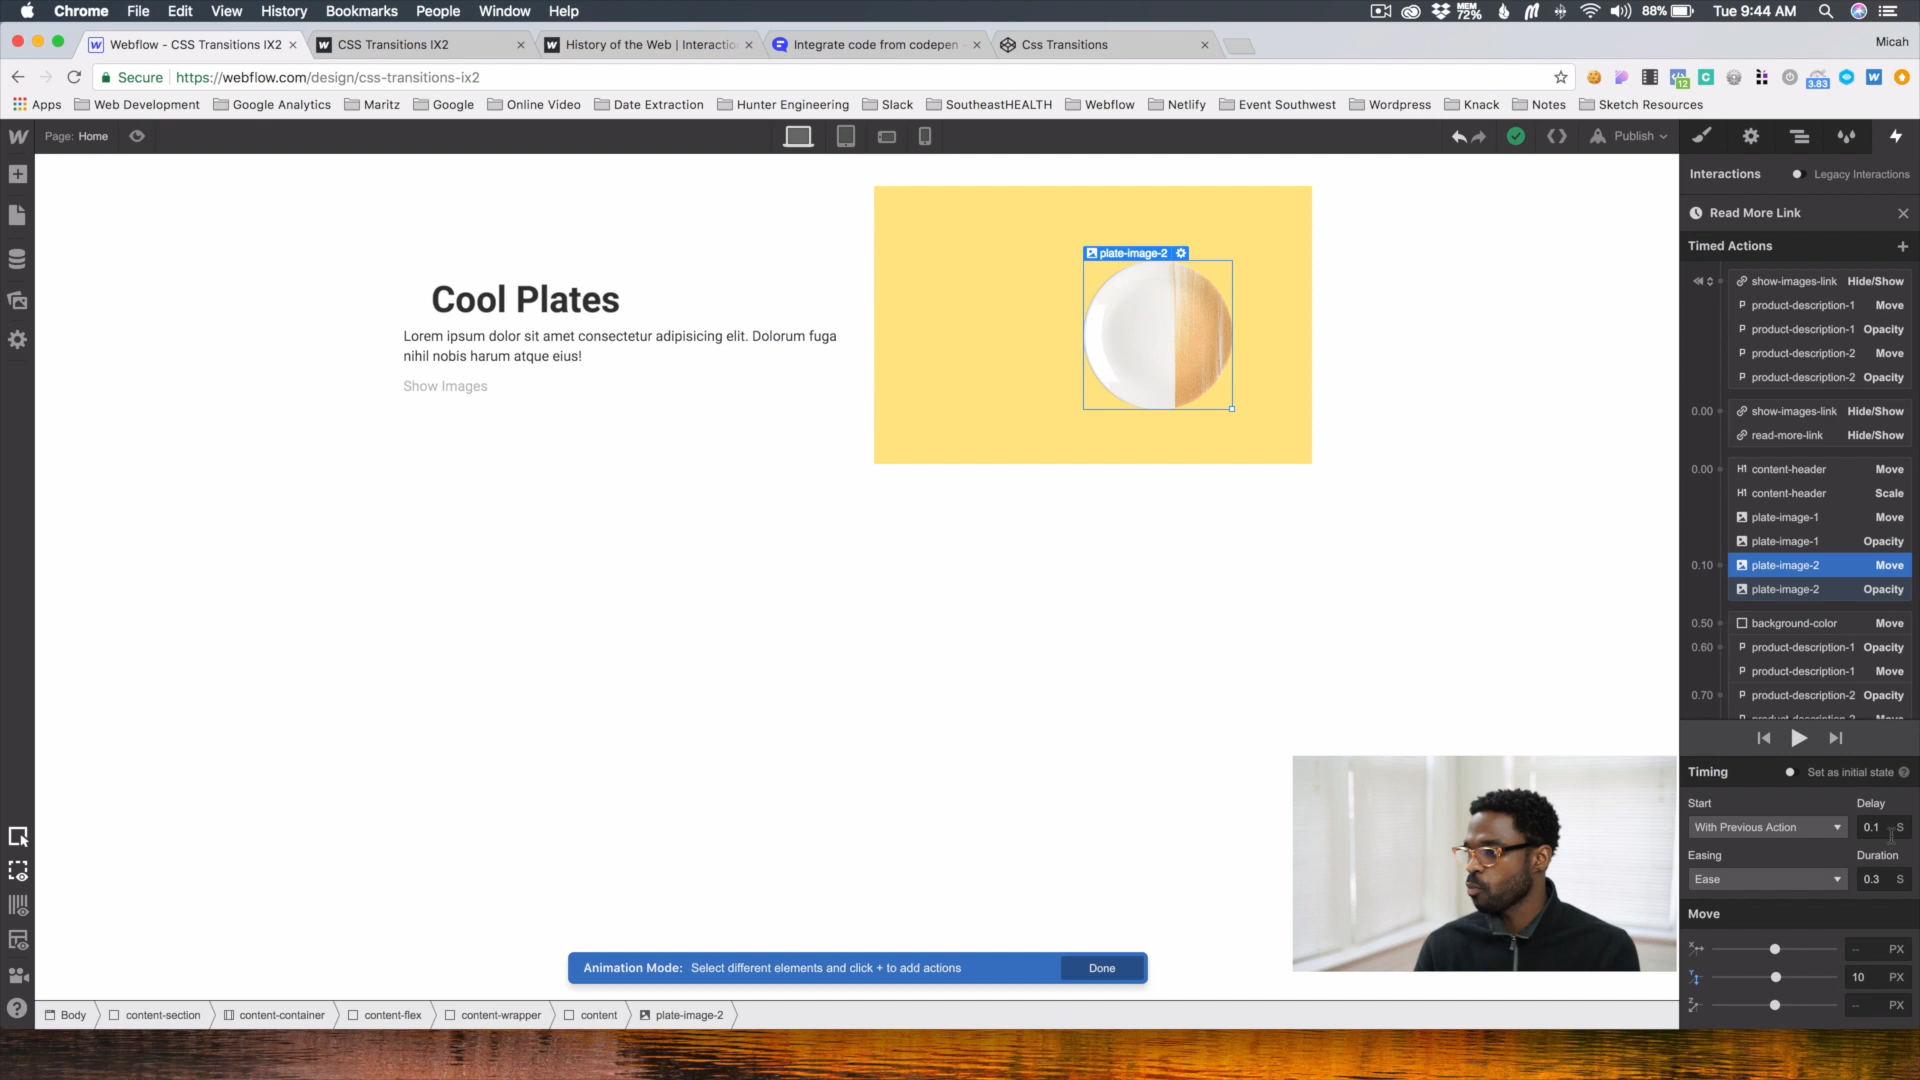 Chrome File Edit View History Bookmarks People Window Help
MEM 72% 88% Tue 9:44 AM
Webflow - CSS Transitions IX2
CSS Transitions IX2
History of the Web | Interactio
Integrate code from codepen
Css Transitions
Micah
Secure https://webflow.com/design/css-transitions-ix2
12 3.83
Apps Web Development Google Analytics Maritz Google Online Video Date Extraction Hunter Engineering Slack SoutheastHEALTH Webflow Netlify Event Southwest Wordpress Knack Notes Sketch Resources
Page: Home
Publish
Interactions Legacy Interactions
Read More Link
Timed Actions
show-images-link Hide/Show
product-description-1 Move
product-description-1 Opacity
product-description-2 Move
product-description-2 Opacity
0.00 show-images-link Hide/Show
read-more-link Hide/Show
0.00 H1 content-header Move
H1 content-header Scale
plate-image-1 Move
plate-image-1 Opacity
0.10 plate-image-2 Move
plate-image-2 Opacity
0.50 background-color Move
0.60 product-description-1 Opacity
product-description-1 Move
0.70 product-description-2 Opacity
product-description-2 Move
plate-image-2
Cool Plates
Lorem ipsum dolor sit amet consectetur adipisicing elit. Dolorum fuga
nihil nobis harum atque eius!
Show Images
Timing Set as initial state
Start Delay
With Previous Action 0.1 S
Easing Duration
Ease 0.3 S
Move
X -- PX
Y 10 PX
Z -- PX
Animation Mode: Select different elements and click + to add actions Done
Body content-section content-container content-flex content-wrapper content plate-image-2